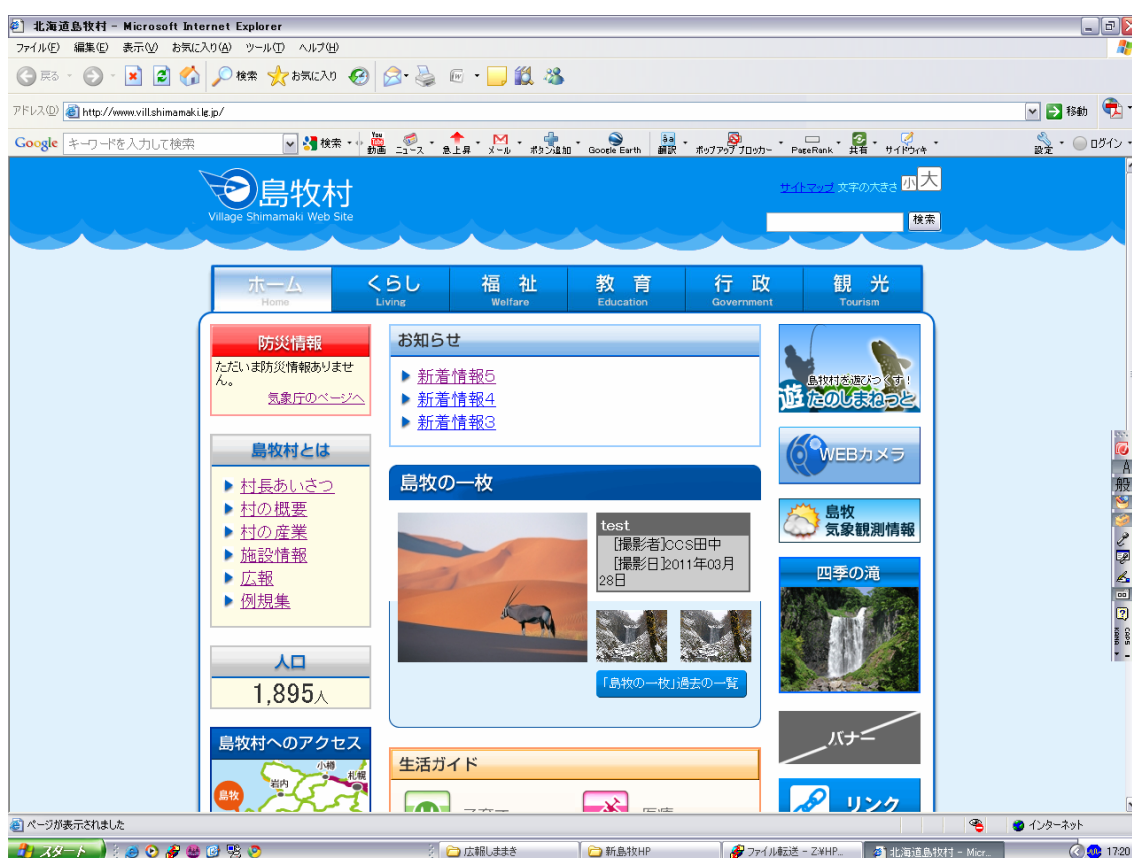 北海道島牧村 - Microsoft Internet Explorer
ファイル(F) 編集(E) 表示(V) お気に入り(A) ツール(T) ヘルプ(H)
戻る 検索 お気に入り
アドレス(D) http://www.vill.shimamaki.lg.jp/ 移動
Google キーワードを入力して検索 検索 動画 ニュース 急上昇 メール ボタン追加 Google Earth 翻訳 ポップアップブロッカー PageRank 共有 サイドウィキ 設定 ログイン
島牧村
Village Shimamaki Web Site
サイトマップ 文字の大きさ 小 大
検索
ホーム くらし 福祉 教育 行政 観光
Home Living Welfare Education Government Tourism
防災情報
ただいま防災情報ありません。
気象庁のページへ
島牧村とは
村長あいさつ
村の概要
村の産業
施設情報
広報
例規集
人口
1,895人
島牧村へのアクセス
小樽
札幌
岩内
島牧
お知らせ
新着情報5
新着情報4
新着情報3
島牧の一枚
test
[撮影者]CCS田中
[撮影日]2011年03月
28日
「島牧の一枚」過去の一覧
生活ガイド
島牧村を遊びつくす!
遊 たのしまねっと
WEBカメラ
島牧
気象観測情報
四季の滝
バナー
リンク
ページが表示されました インターネット
スタート 広報しままき 新島牧HP ファイル転送 - Z:¥HP... 北海道島牧村 - Micr... 17:20